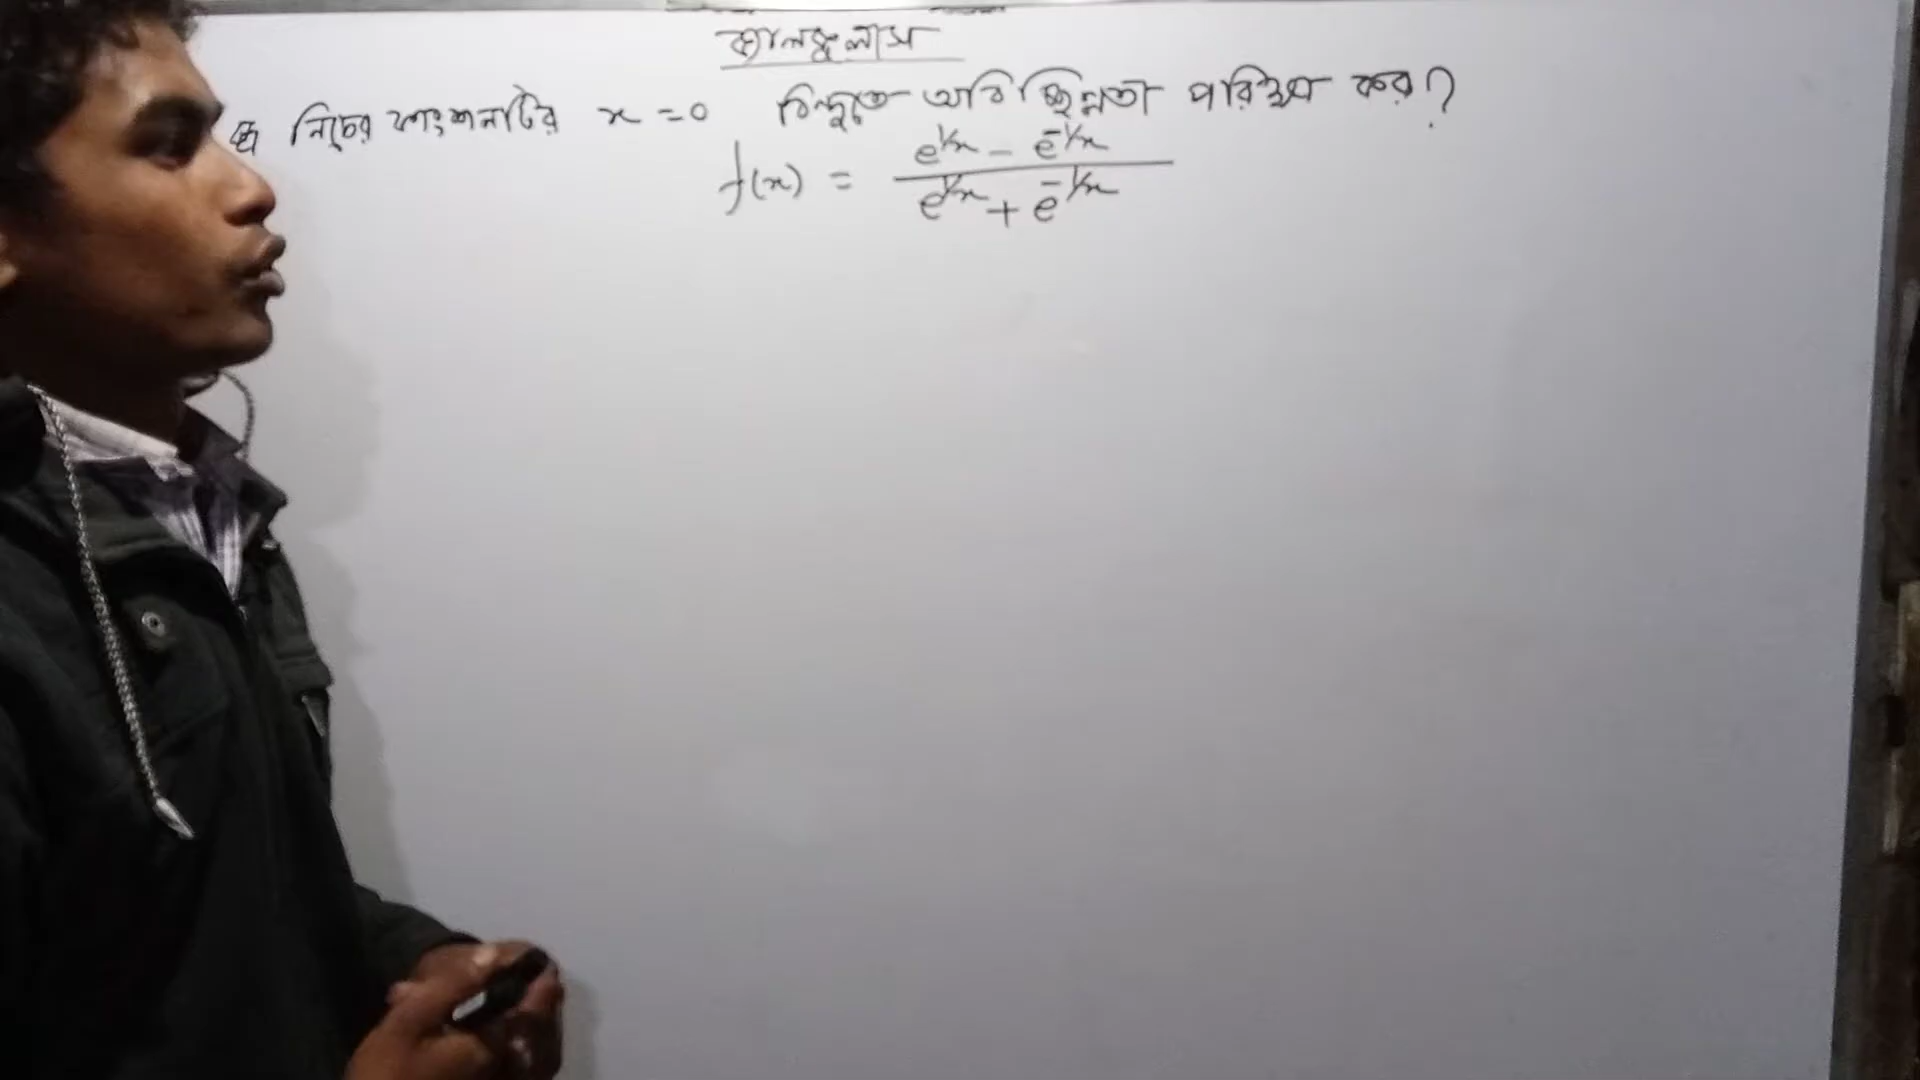 ক্যালকুলাস
নিচের ফাংশনটির x = 0 বিন্দুতে অবিচ্ছিন্নতা পরিক্ষা কর?
f(x) = (e^{1/x} - e^{-1/x}) / (e^{1/x} + e^{-1/x})